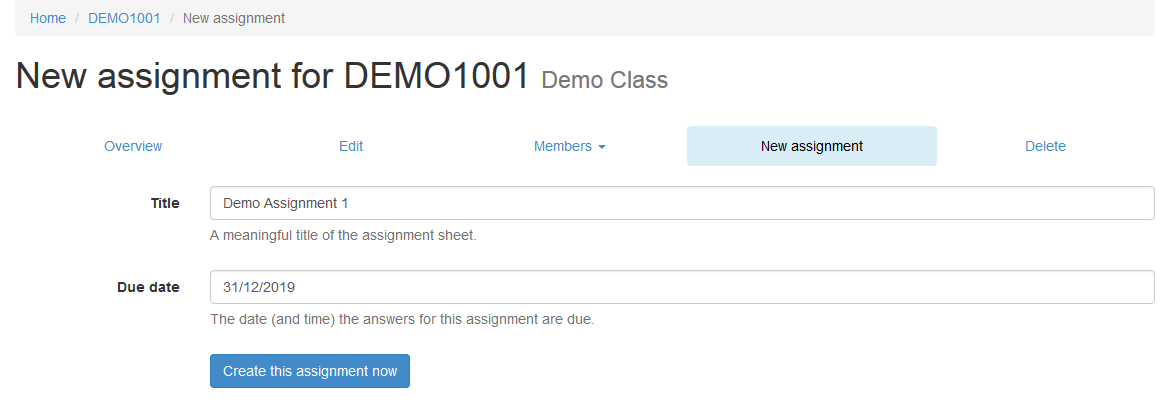 Home / DEMO1001 / New assignment
New assignment for DEMO1001 Demo Class
Overview Edit Members New assignment Delete
Title Demo Assignment 1
A meaningful title of the assignment sheet.
Due date 31/12/2019
The date (and time) the answers for this assignment are due.
Create this assignment now